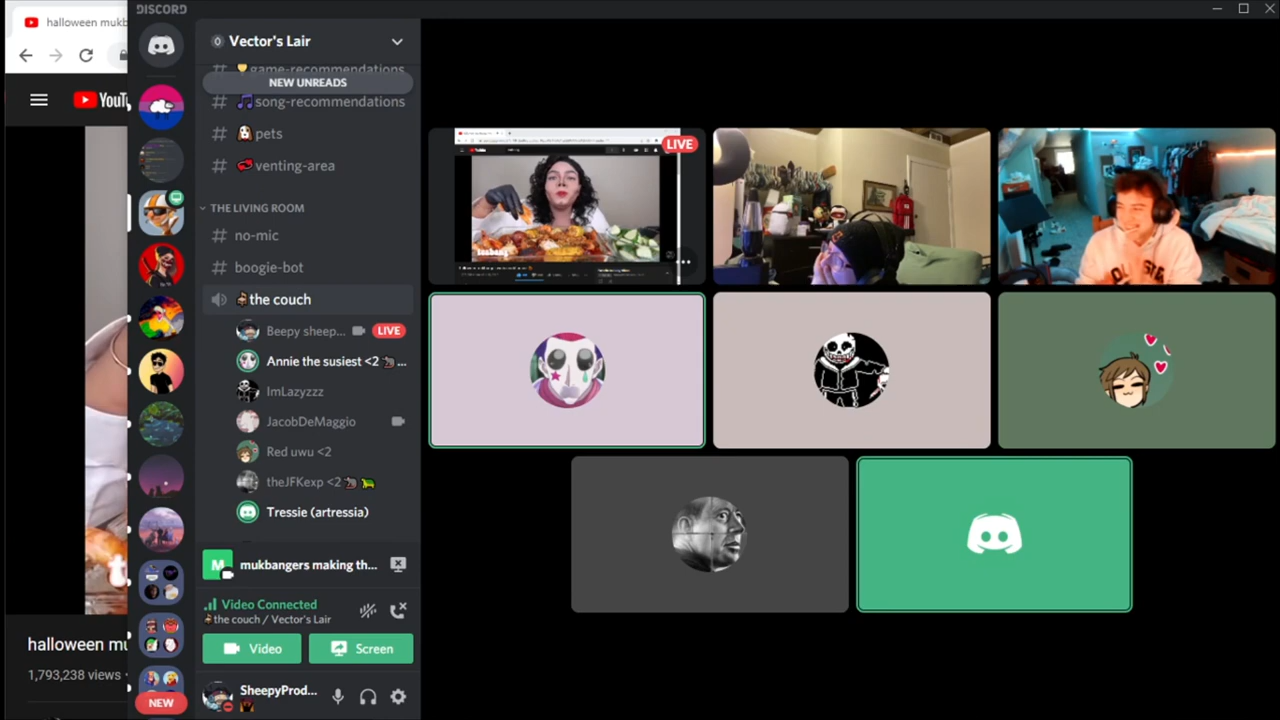 halloween mukb
YouTu
halloween mu
1,793,238 views
DISCORD
Vector's Lair
game-recommendations
NEW UNREADS
song-recommendations
pets
venting-area
THE LIVING ROOM
no-mic
boogie-bot
the couch
Beepy sheep...
LIVE
Annie the susiest <2 ...
ImLazyzzz
JacobDeMaggio
Red uwu <2
theJFKexp <2
Tressie (artressia)
M
mukbangers making th...
Video Connected
the couch / Vector's Lair
Video
Screen
SheepyProd...
NEW
LIVE